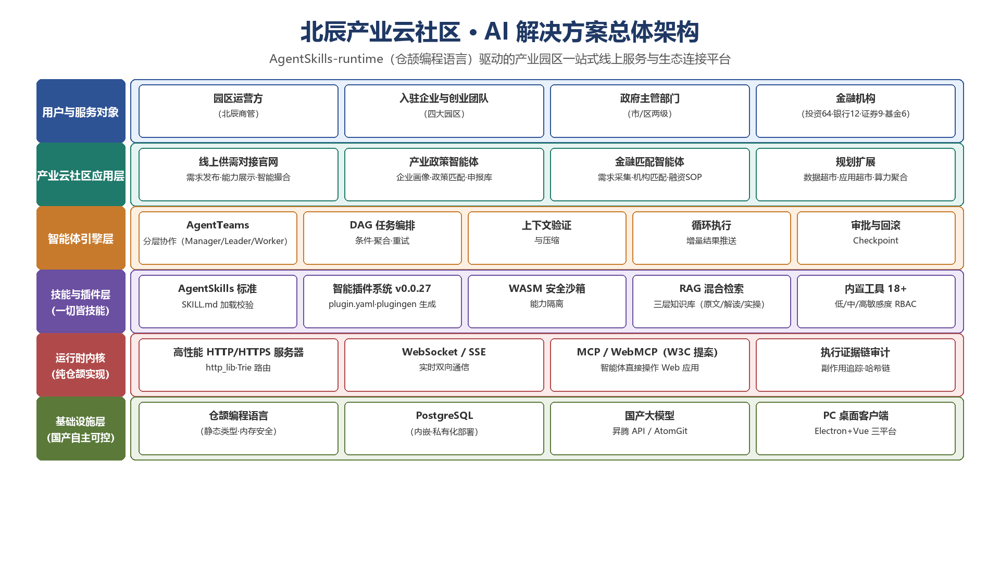 北辰产业云社区 • AI 解决方案总体架构
AgentSkills-runtime（仓颉编程语言）驱动的产业园区一站式线上服务与生态连接平台
用户与服务对象
园区运营方
（北辰商管）
入驻企业与创业团队
（四大园区）
政府主管部门
（市/区两级）
金融机构
（投资64·银行12·证券9·基金6）
产业云社区应用层
线上供需对接官网
需求发布·能力展示·智能撮合
产业政策智能体
企业画像·政策匹配·申报库
金融匹配智能体
需求采集·机构匹配·融资SOP
规划扩展
数据超市·应用超市·算力聚合
智能体引擎层
AgentTeams
分层协作（Manager/Leader/Worker）
DAG 任务编排
条件·聚合·重试
上下文验证
与压缩
循环执行
增量结果推送
审批与回滚
Checkpoint
技能与插件层
（一切皆技能）
AgentSkills 标准
SKILL.md 加载校验
智能插件系统 v0.0.27
plugin.yaml·plugingen 生成
WASM 安全沙箱
能力隔离
RAG 混合检索
三层知识库（原文/解读/实操）
内置工具 18+
低/中/高敏感度 RBAC
运行时内核
（纯仓颉实现）
高性能 HTTP/HTTPS 服务器
http_lib·Trie 路由
WebSocket / SSE
实时双向通信
MCP / WebMCP（W3C 提案）
智能体直接操作 Web 应用
执行证据链审计
副作用追踪·哈希链
基础设施层
（国产自主可控）
仓颉编程语言
（静态类型·内存安全）
PostgreSQL
（内嵌·私有化部署）
国产大模型
昇腾 API / AtomGit
PC 桌面客户端
Electron+Vue 三平台